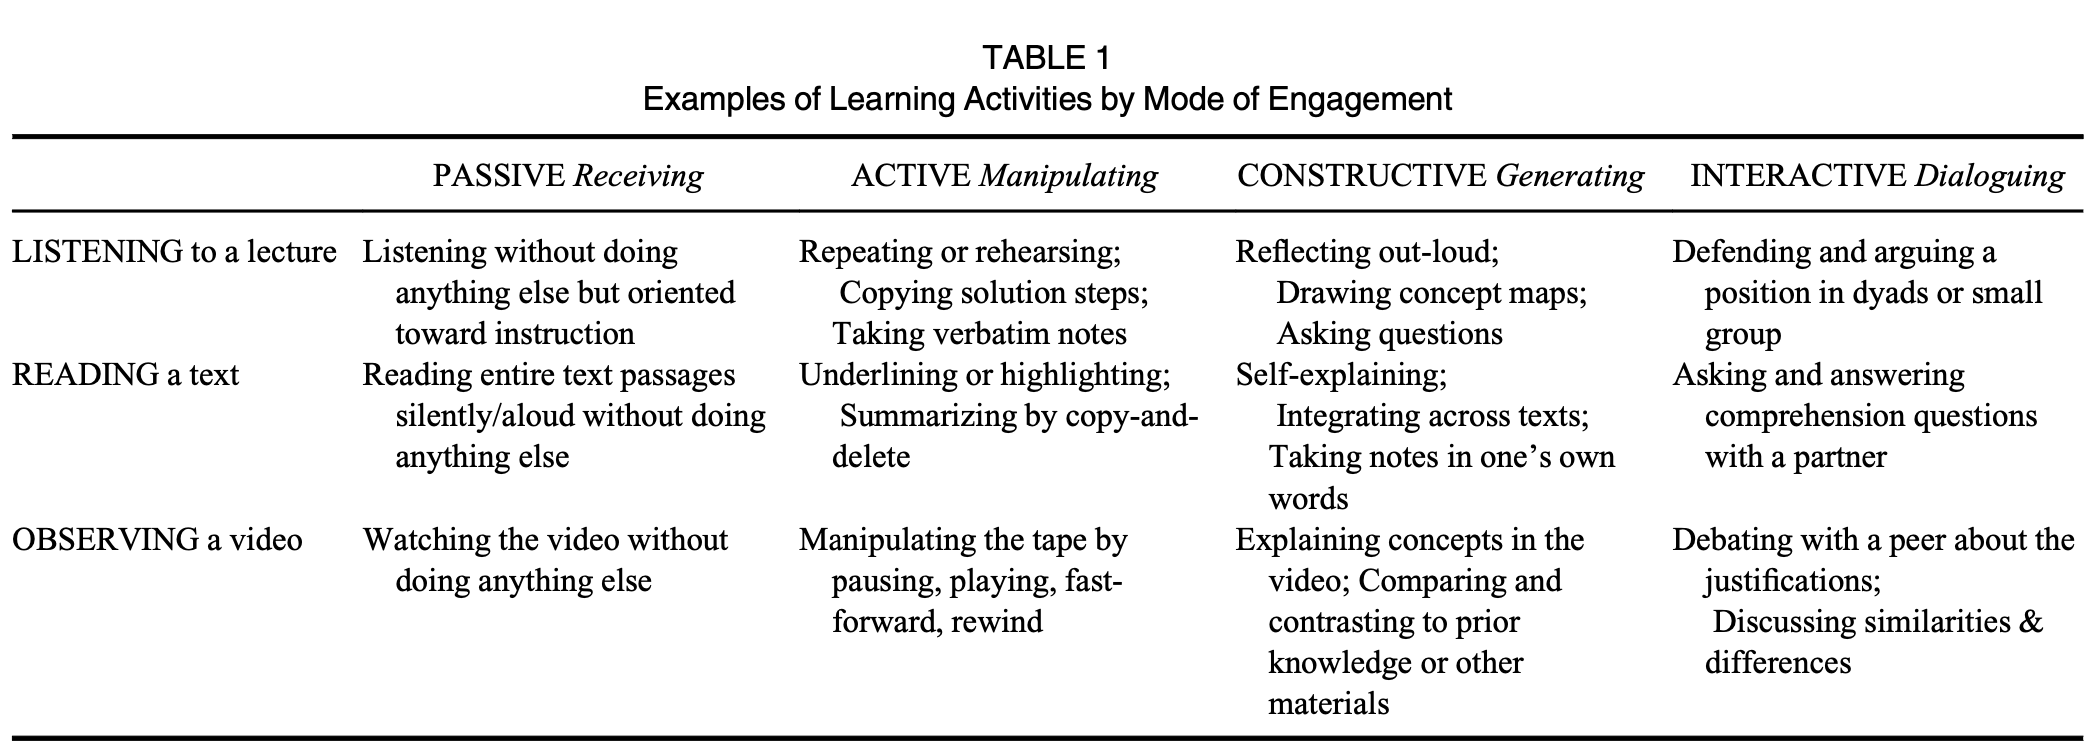 TABLE 1
Examples of Learning Activities by Mode of Engagement
PASSIVE Receiving
ACTIVE Manipulating
CONSTRUCTIVE Generating
INTERACTIVE Dialoguing
LISTENING to a lecture
Listening without doing
anything else but oriented
toward instruction
Repeating or rehearsing;
Copying solution steps;
Taking verbatim notes
Reflecting out-loud;
Drawing concept maps;
Asking questions
Defending and arguing a
position in dyads or small
group
READING a text
Reading entire text passages
silently/aloud without doing
anything else
Underlining or highlighting;
Summarizing by copy-and-
delete
Self-explaining;
Integrating across texts;
Taking notes in one’s own
words
Asking and answering
comprehension questions
with a partner
OBSERVING a video
Watching the video without
doing anything else
Manipulating the tape by
pausing, playing, fast-
forward, rewind
Explaining concepts in the
video; Comparing and
contrasting to prior
knowledge or other
materials
Debating with a peer about the
justifications;
Discussing similarities &
differences